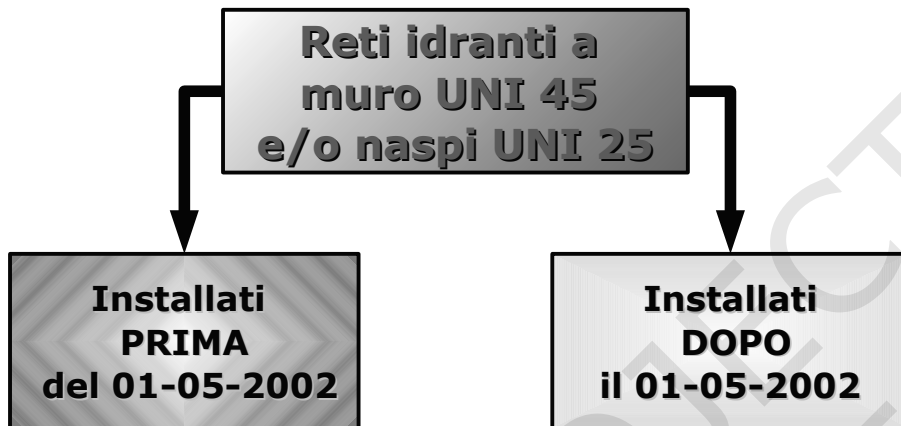 Reti idranti a
muro UNI 45
e/o naspi UNI 25
Installati
PRIMA
del 01-05-2002
Installati
DOPO
il 01-05-2002